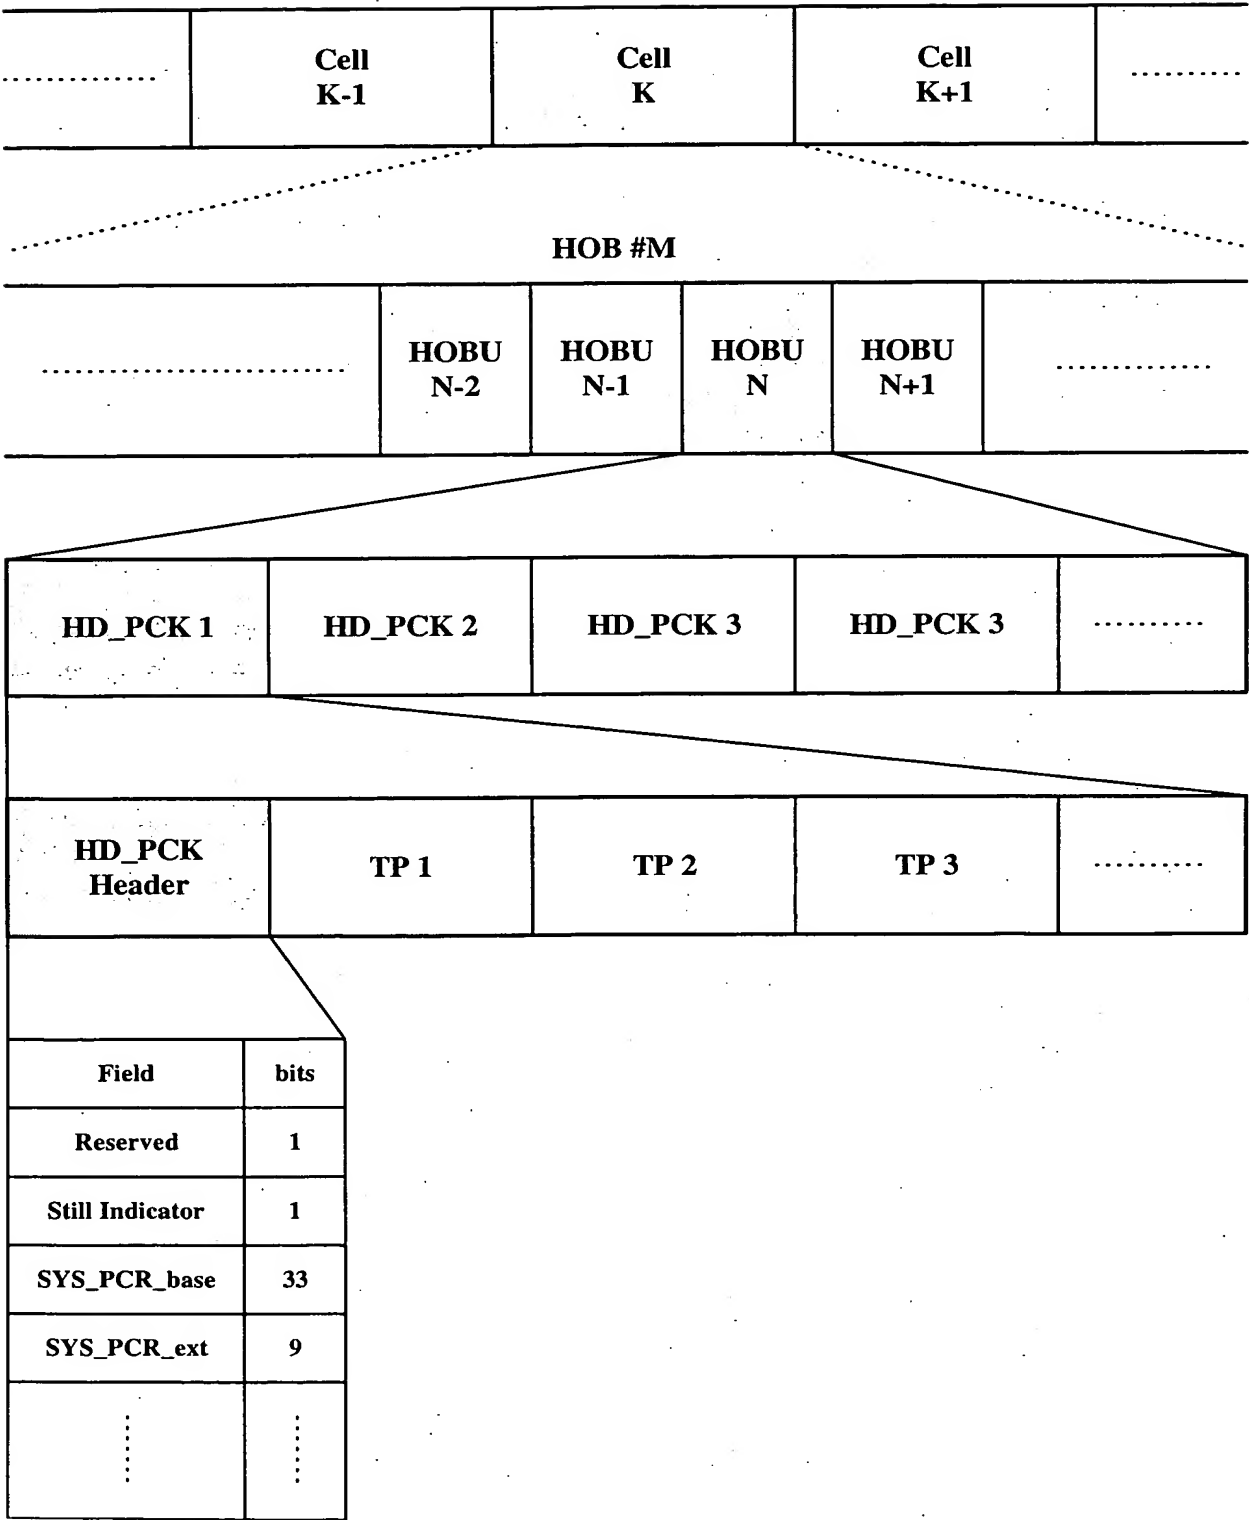 Cell
K-1
Cell
K
Cell
K+1
HOB #M
HOBU
N-2
HOBU
N-1
HOBU
N
HOBU
N+1
HD_PCK 1
HD_PCK 2
HD_PCK 3
HD_PCK 3
HD_PCK
Header
TP 1
TP 2
TP 3
Field bits
Reserved 1
Still Indicator 1
SYS_PCR_base 33
SYS_PCR_ext 9